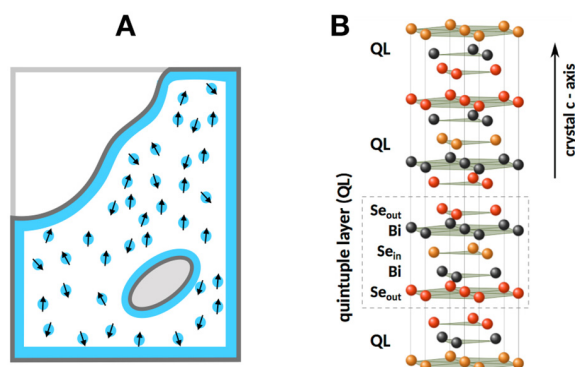 A
B
QL
QL
quintuple layer (QL)
Se_out
Bi
Se_in
Bi
Se_out
QL
crystal c - axis